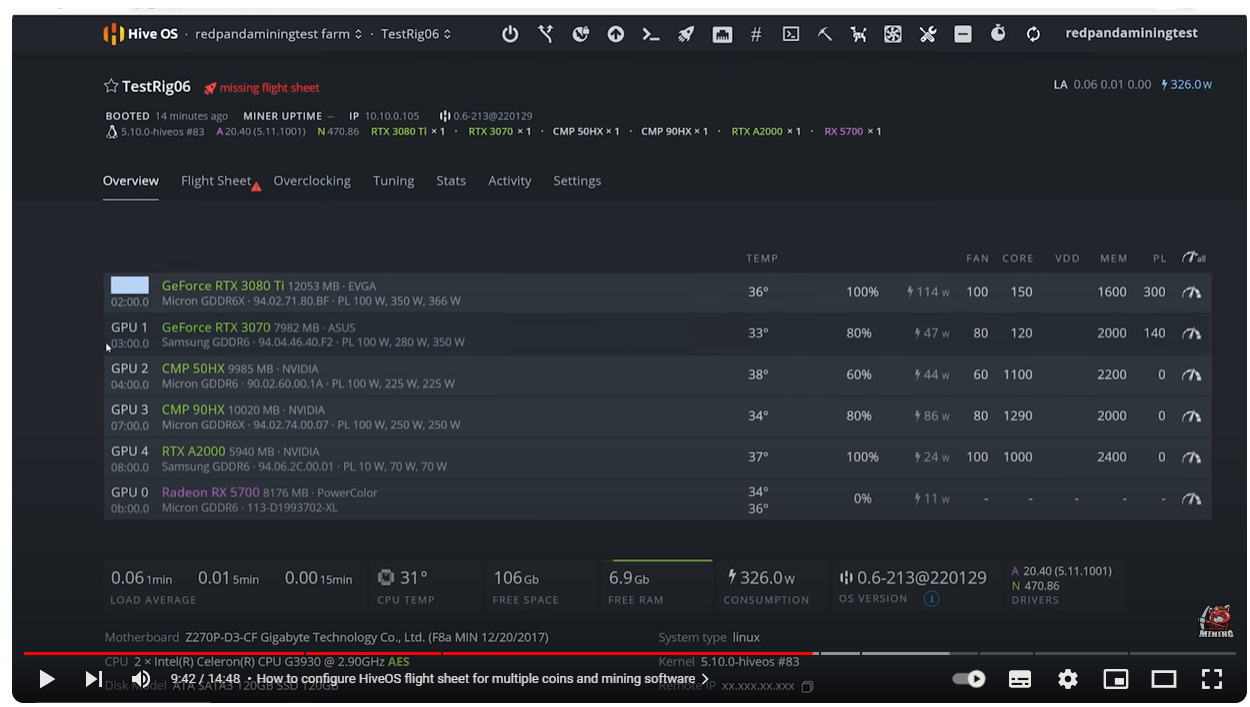 Hive OS · redpandaminingtest farm · TestRig06 redpandaminingtest
TestRig06 missing flight sheet LA 0.06 0.01 0.00 326.0 W
BOOTED 14 minutes ago MINER UPTIME – IP 10.10.0.105 0.6-213@220129
5.10.0-hiveos #83 A 20.40 (5.11.1001) N 470.86 RTX 3080 Ti × 1 · RTX 3070 × 1 · CMP 50HX × 1 · CMP 90HX × 1 · RTX A2000 × 1 · RX 5700 × 1
Overview Flight Sheet Overclocking Tuning Stats Activity Settings
TEMP FAN CORE VDD MEM PL all
GeForce RTX 3080 Ti 12053 MB · EVGA 36° 100% 114 w 100 150 1600 300
02:00.0 Micron GDDR6X · 94.02.71.80.BF · PL 100 W, 350 W, 366 W
GPU 1 GeForce RTX 3070 7982 MB · ASUS 33° 80% 47 w 80 120 2000 140
03:00.0 Samsung GDDR6 · 94.04.46.40.F2 · PL 100 W, 280 W, 350 W
GPU 2 CMP 50HX 9985 MB · NVIDIA 38° 60% 44 w 60 1100 2200 0
04:00.0 Micron GDDR6 · 90.02.60.00.1A · PL 100 W, 225 W, 225 W
GPU 3 CMP 90HX 10020 MB · NVIDIA 34° 80% 86 w 80 1290 2000 0
07:00.0 Micron GDDR6X · 94.02.74.00.07 · PL 100 W, 250 W, 250 W
GPU 4 RTX A2000 5940 MB · NVIDIA 37° 100% 24 w 100 1000 2400 0
08:00.0 Samsung GDDR6 · 94.06.2C.00.01 · PL 10 W, 70 W, 70 W
GPU 0 Radeon RX 5700 8176 MB · PowerColor 34° 0% 11 w - - - - -
0b:00.0 Micron GDDR6 · 113-D1993702-XL 36°
0.06 1min 0.01 5min 0.00 15min 31° 106 Gb 6.9 Gb 326.0 W 0.6-213@220129 A 20.40 (5.11.1001)
N 470.86
LOAD AVERAGE CPU TEMP FREE SPACE FREE RAM CONSUMPTION OS VERSION DRIVERS
Motherboard Z270P-D3-CF Gigabyte Technology Co., Ltd. (F8a MIN 12/20/2017) System type linux
MINING
CPU 2 × Intel(R) Celeron(R) CPU G3930 @ 2.90GHz AES Kernel 5.10.0-hiveos #83
9:42 / 14:48 · How to configure HiveOS flight sheet for multiple coins and mining software
Disk Model ATA SATA3 120GB SSD 120GB Remote IP xx.xxx.xx.xxx